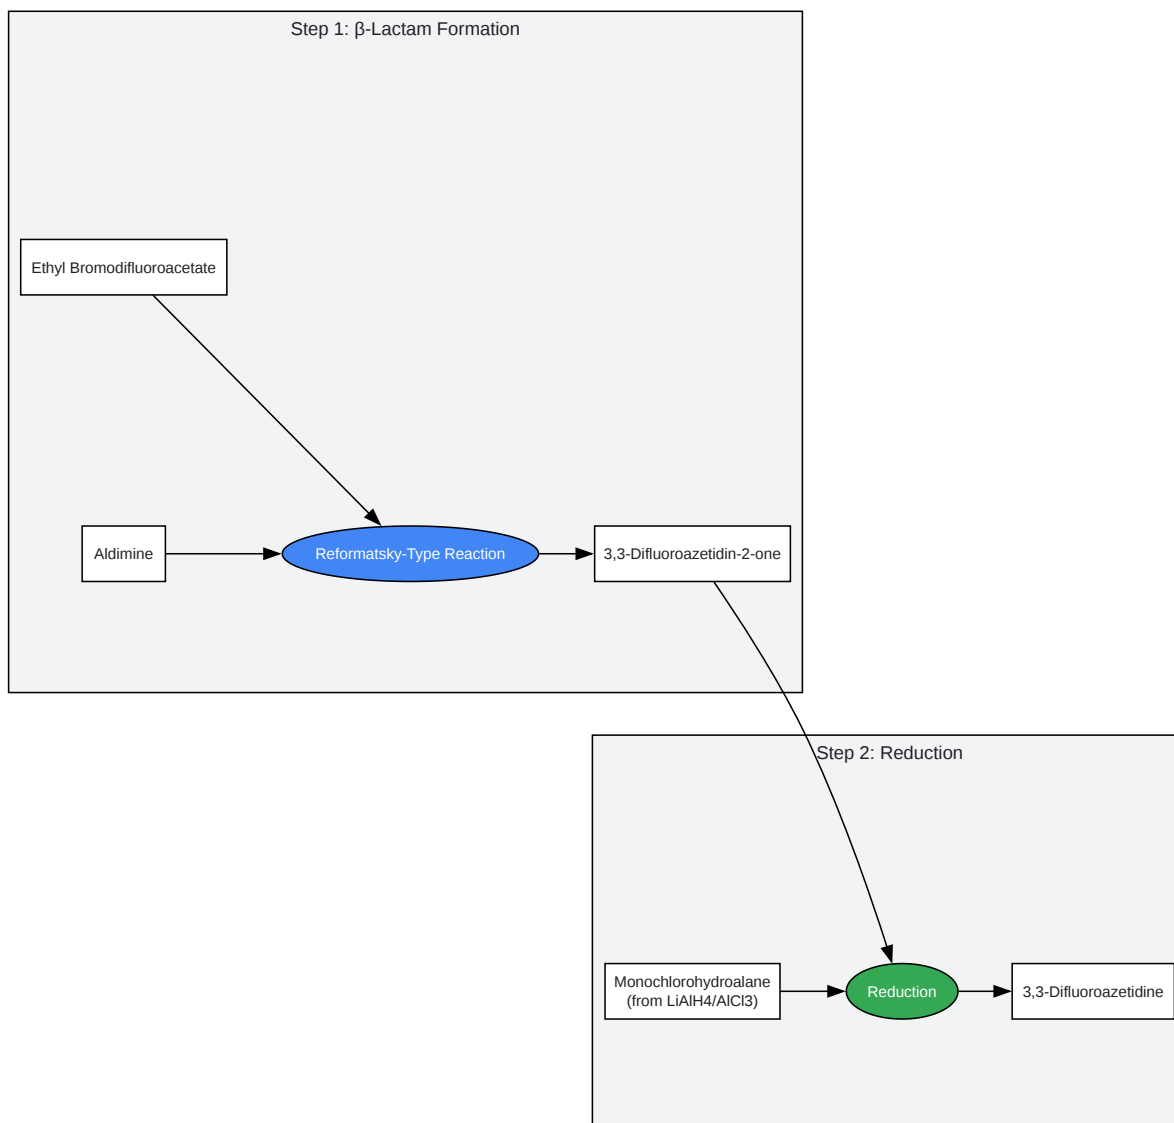 Step 1: β-Lactam Formation
Ethyl Bromodifluoroacetate
Aldimine
Reformatsky-Type Reaction
3,3-Difluoroazetidin-2-one
Step 2: Reduction
Monochlorohydroalane
(from LiAlH4/AlCl3)
Reduction
3,3-Difluoroazetidine